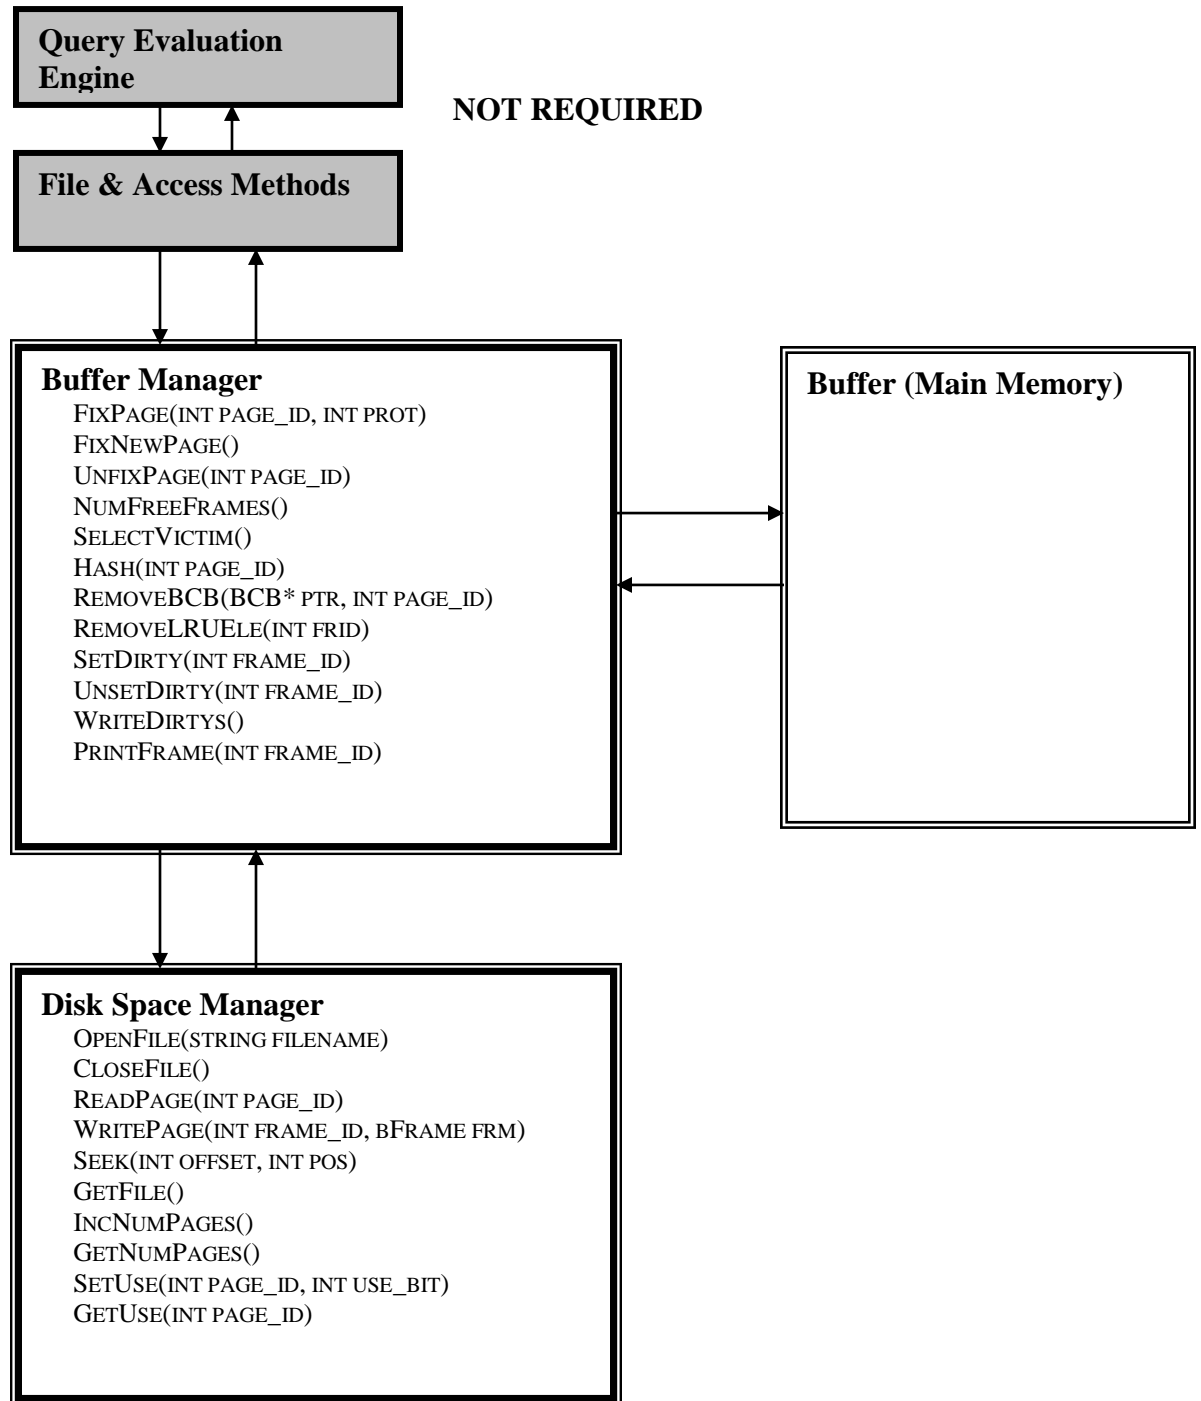 Query Evaluation
Engine
NOT REQUIRED
File & Access Methods
Buffer Manager
FIXPAGE(INT PAGE_ID, INT PROT)
FIXNEWPAGE()
UNFIXPAGE(INT PAGE_ID)
NUMFREEFRAMES()
SELECTVICTIM()
HASH(INT PAGE_ID)
REMOVEBCB(BCB* PTR, INT PAGE_ID)
REMOVELRUELE(INT FRID)
SETDIRTY(INT FRAME_ID)
UNSETDIRTY(INT FRAME_ID)
WRITEDIRTYS()
PRINTFRAME(INT FRAME_ID)
Buffer (Main Memory)
Disk Space Manager
OPENFILE(STRING FILENAME)
CLOSEFILE()
READPAGE(INT PAGE_ID)
WRITEPAGE(INT FRAME_ID, BFRAME FRM)
SEEK(INT OFFSET, INT POS)
GETFILE()
INCNUMPAGES()
GETNUMPAGES()
SETUSE(INT PAGE_ID, INT USE_BIT)
GETUSE(INT PAGE_ID)